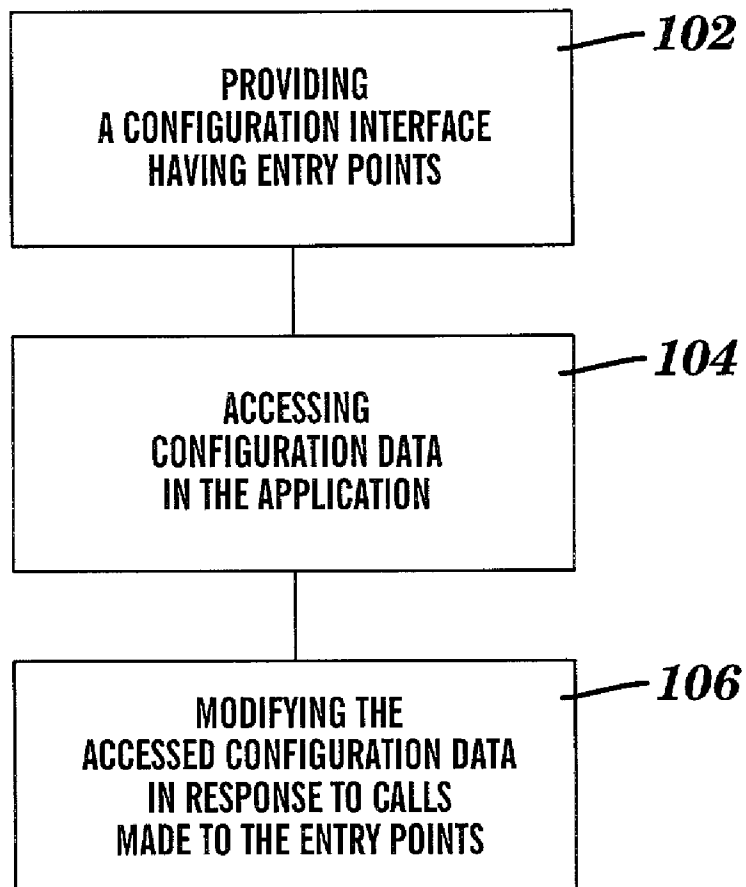 102
PROVIDING
A CONFIGURATION INTERFACE
HAVING ENTRY POINTS
104
ACCESSING
CONFIGURATION DATA
IN THE APPLICATION
106
MODIFYING THE
ACCESSED CONFIGURATION DATA
IN RESPONSE TO CALLS
MADE TO THE ENTRY POINTS